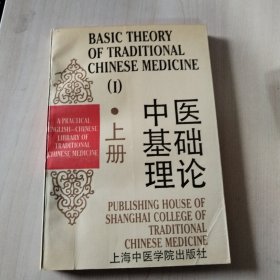 BASIC THEORY
OF TRADITIONAL
CHINESE MEDICINE
(I)
A PRACTICAL
ENGLISH-CHINESE
LIBRARY OF
TRADITIONAL
CHINESE MEDICINE
·上册
中医
基础
理论
PUBLISHING HOUSE OF
SHANGHAI COLLEGE OF
TRADITIONAL
CHINESE MEDICINE
上海中医学院出版社